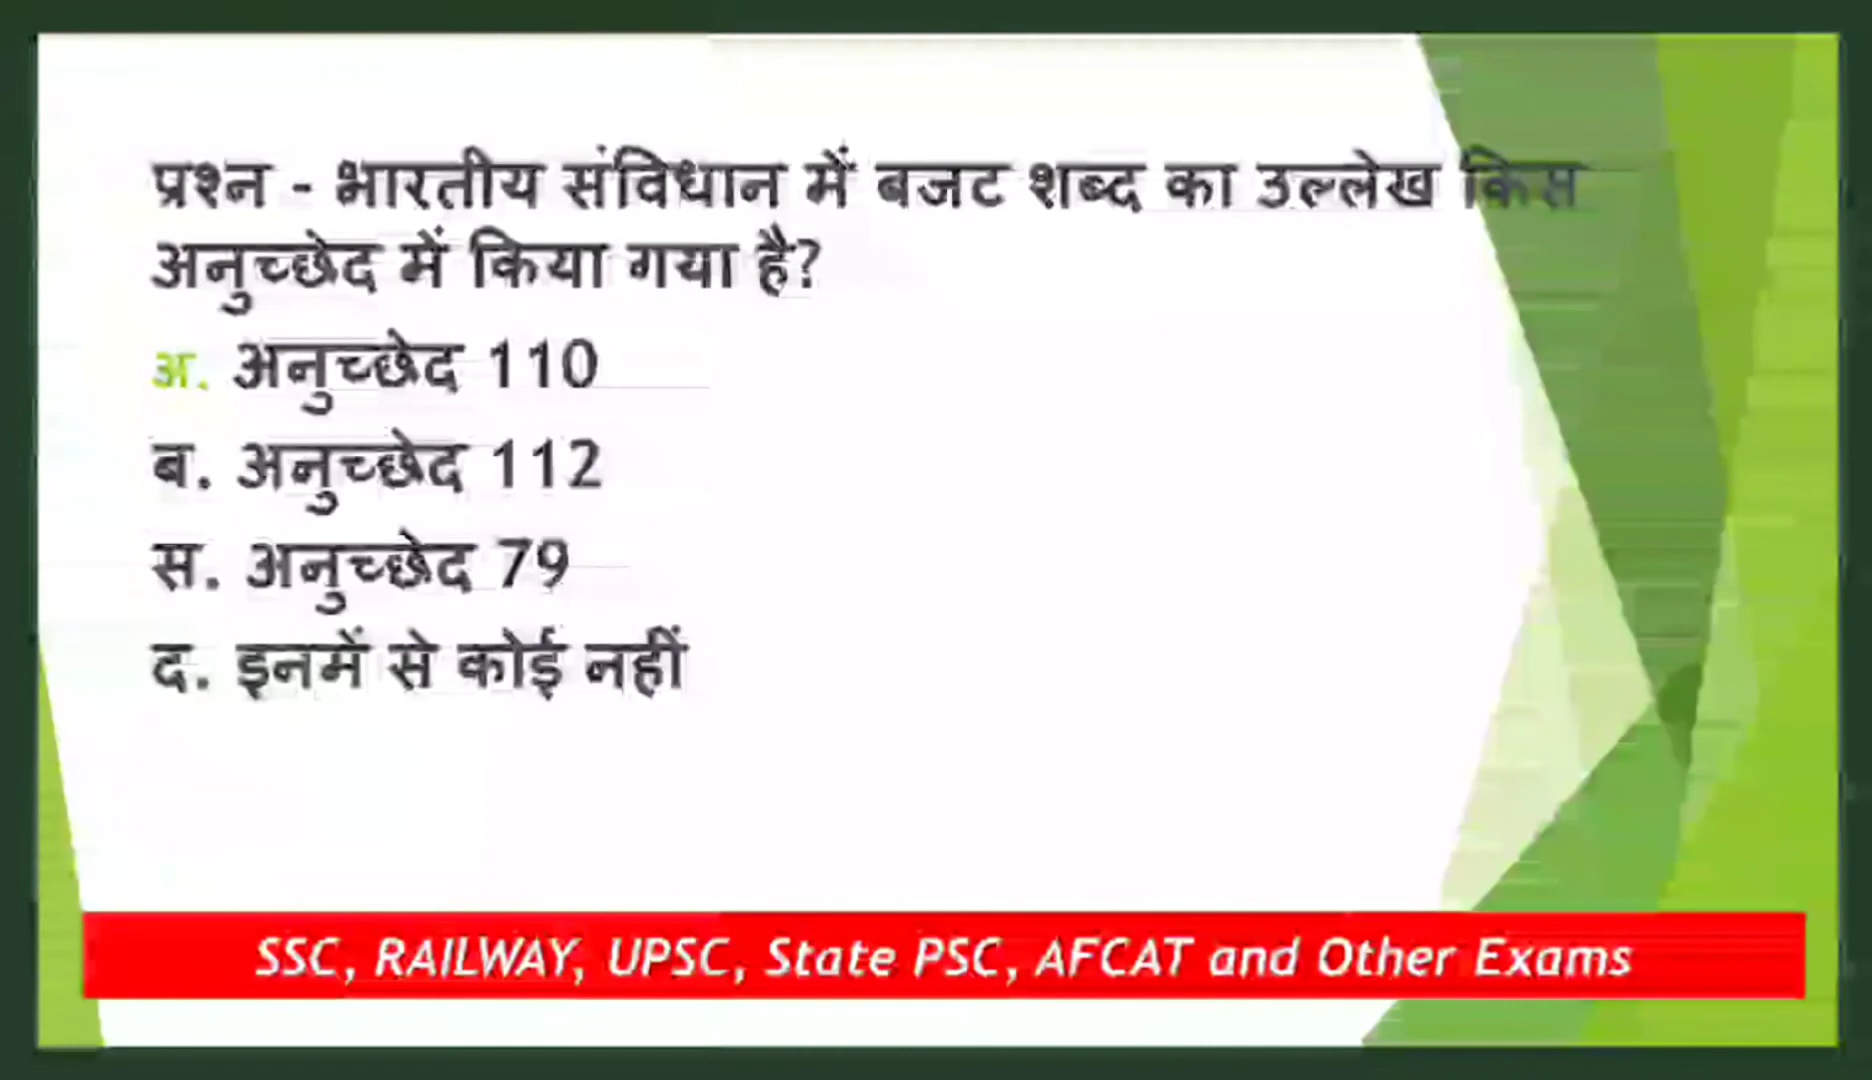 प्रश्न - भारतीय संविधान में बजट शब्द का उल्लेख किस
अनुच्छेद में किया गया है?
अ. अनुच्छेद 110
ब. अनुच्छेद 112
स. अनुच्छेद 79
द. इनमें से कोई नहीं
SSC, RAILWAY, UPSC, State PSC, AFCAT and Other Exams